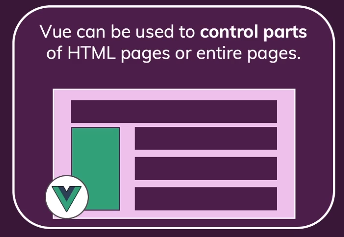 Vue can be used to control parts
of HTML pages or entire pages.